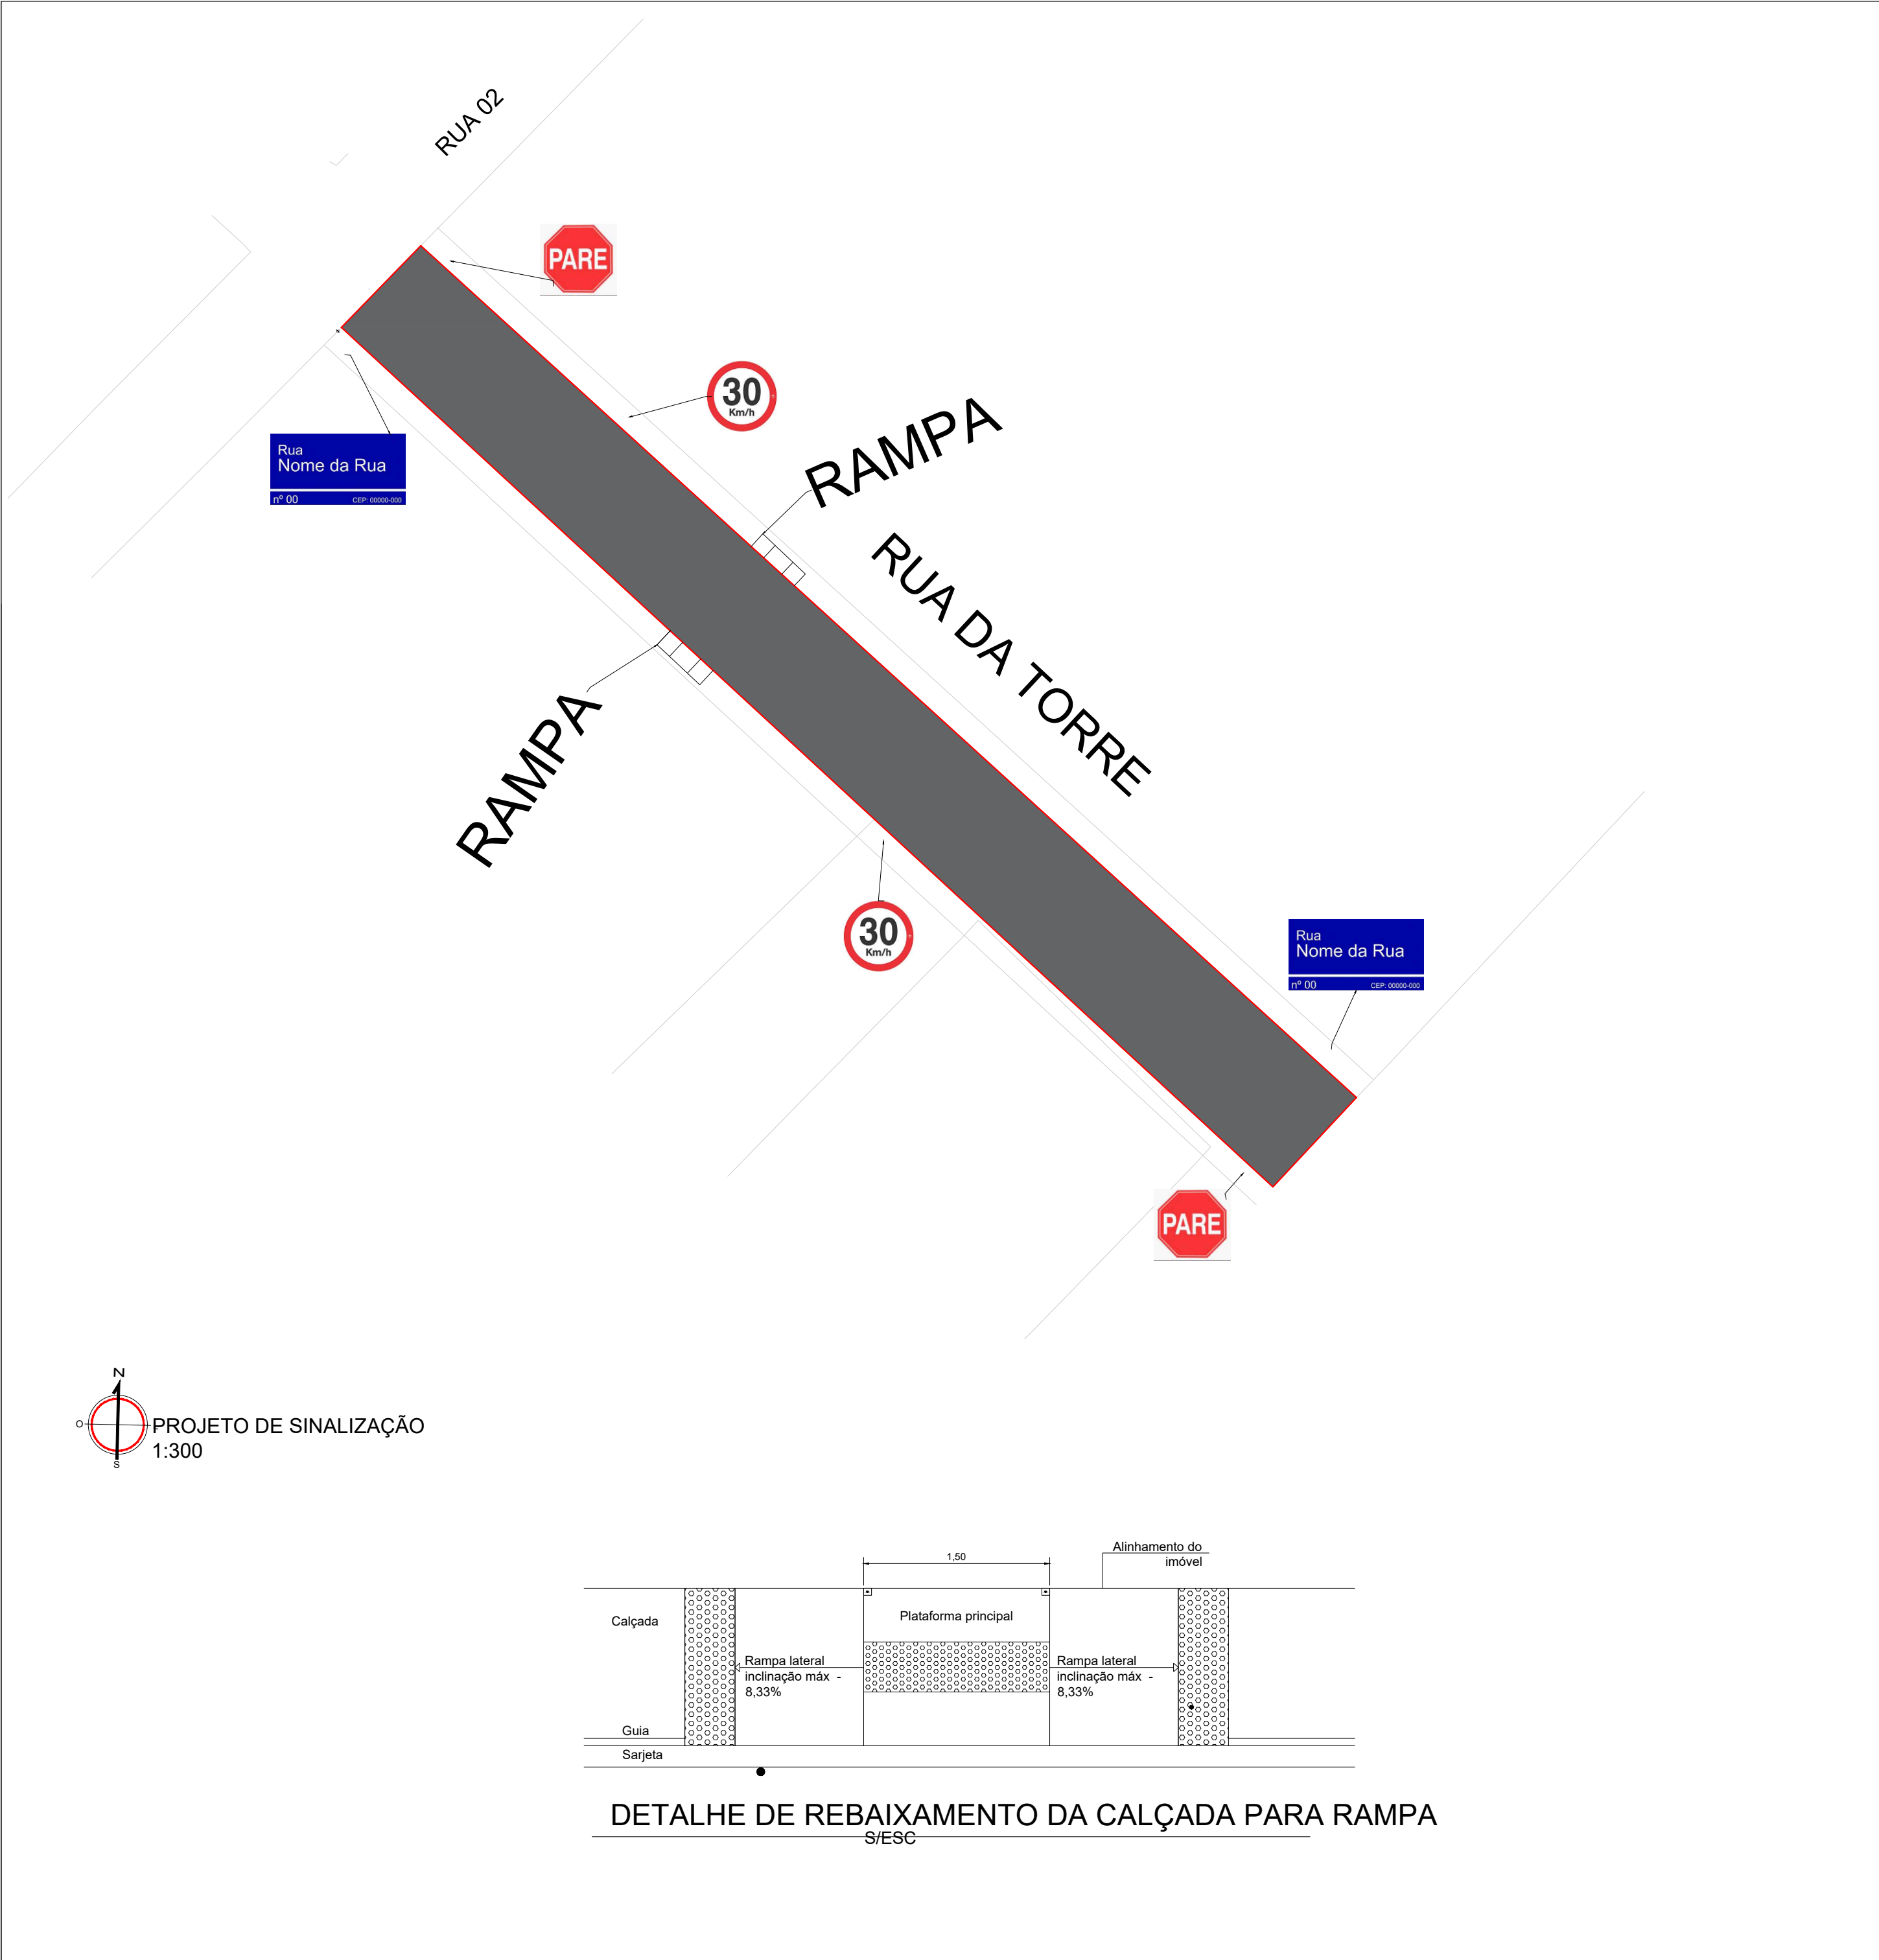 RUA 02
PARE
30
Km/h
RAMPA
Rua
Nome da Rua
nº 00
CEP: 00000-000
RUA DA TORRE
RAMPA
30
Km/h
Rua
Nome da Rua
nº 00
CEP: 00000-000
PARE
N
O
S
PROJETO DE SINALIZAÇÃO
1:300
Alinhamento do
imóvel
1,50
Calçada
Plataforma principal
Rampa lateral
inclinação máx -
8,33%
Rampa lateral
inclinação máx -
8,33%
Guia
Sarjeta
DETALHE DE REBAIXAMENTO DA CALÇADA PARA RAMPA
S/ESC